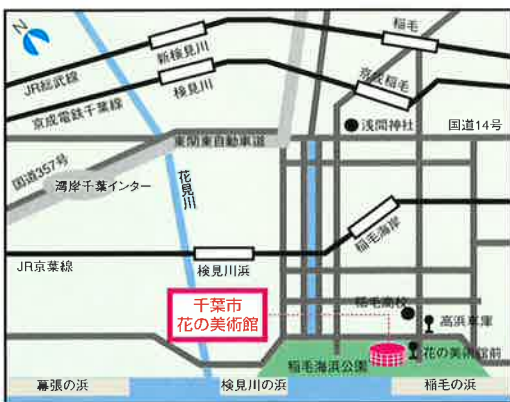 N
稲毛
新検見川
JR総武線
京成稲毛
検見川
京成電鉄千葉線
浅間神社
国道14号
東関東自動車道
国道357号
湾岸千葉インター
花見川
稲毛海岸
JR京葉線
検見川浜
千葉市
花の美術館
稲毛高校
高浜車庫
花の美術館前
稲毛海浜公園
幕張の浜
検見川の浜
稲毛の浜